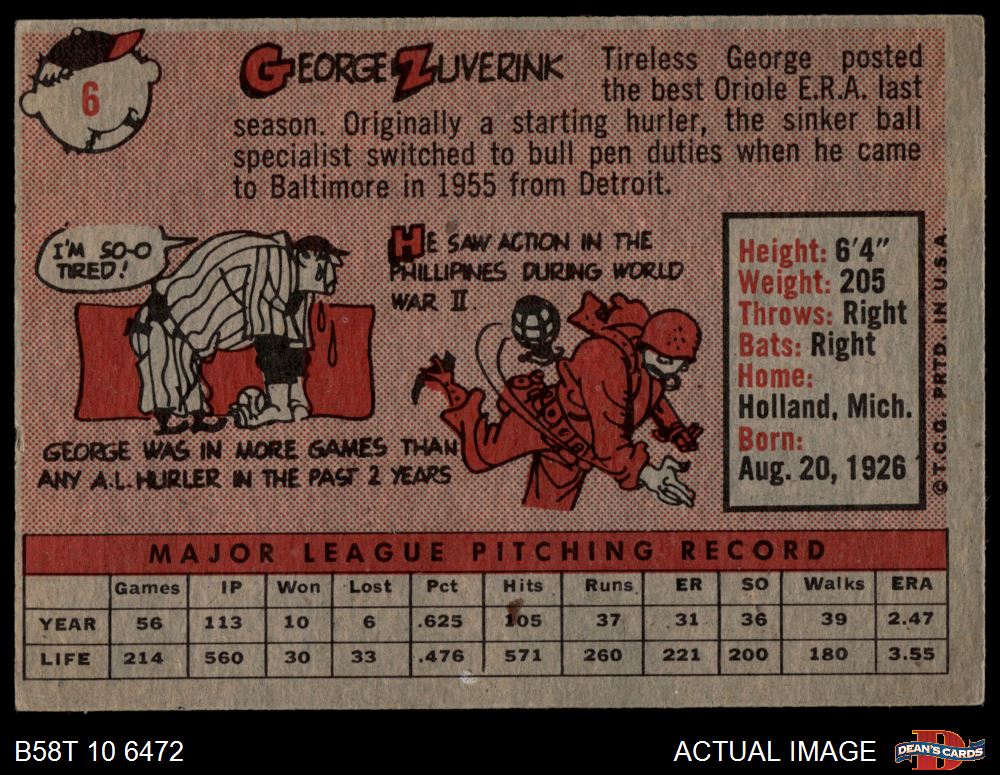 6
GEORGE ZUVERINK
Tireless George posted
the best Oriole E.R.A. last
season. Originally a starting hurler, the sinker ball
specialist switched to bull pen duties when he came
to Baltimore in 1955 from Detroit.
I'M SO-O
TIRED!
GEORGE WAS IN MORE GAMES THAN
ANY A.L. HURLER IN THE PAST 2 YEARS
HE SAW ACTION IN THE
PHILLIPINES DURING WORLD
WAR II
Height: 6'4"
Weight: 205
Throws: Right
Bats: Right
Home:
Holland, Mich.
Born:
Aug. 20, 1926
© T.C.G. PRTD. IN U.S.A.
MAJOR LEAGUE PITCHING RECORD
Games IP Won Lost Pct Hits Runs ER SO Walks ERA
YEAR 56 113 10 6 .625 105 37 31 36 39 2.47
LIFE 214 560 30 33 .476 571 260 221 200 180 3.55
B58T 10 6472
ACTUAL IMAGE
DEAN'S CARDS